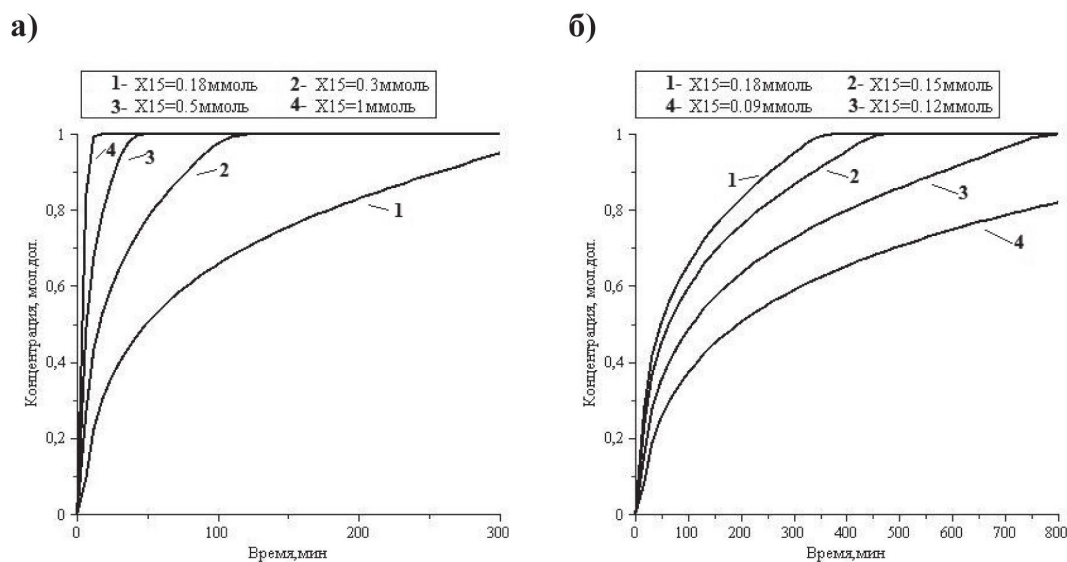 а)
1- X15=0.18ммоль 2- X15=0.3ммоль
3- X15=0.5ммоль 4- X15=1ммоль
Концентрация, мол.дол.
1
0,8
0,6
0,4
0,2
0
4
3
2
1
0 100 200 300
Время,мин
б)
1- X15=0.18ммоль 2- X15=0.15ммоль
4- X15=0.09ммоль 3- X15=0.12ммоль
Концентрация, мол.дол.
1
0,8
0,6
0,4
0,2
0
1
2
3
4
0 100 200 300 400 500 600 700 800
Время,мин